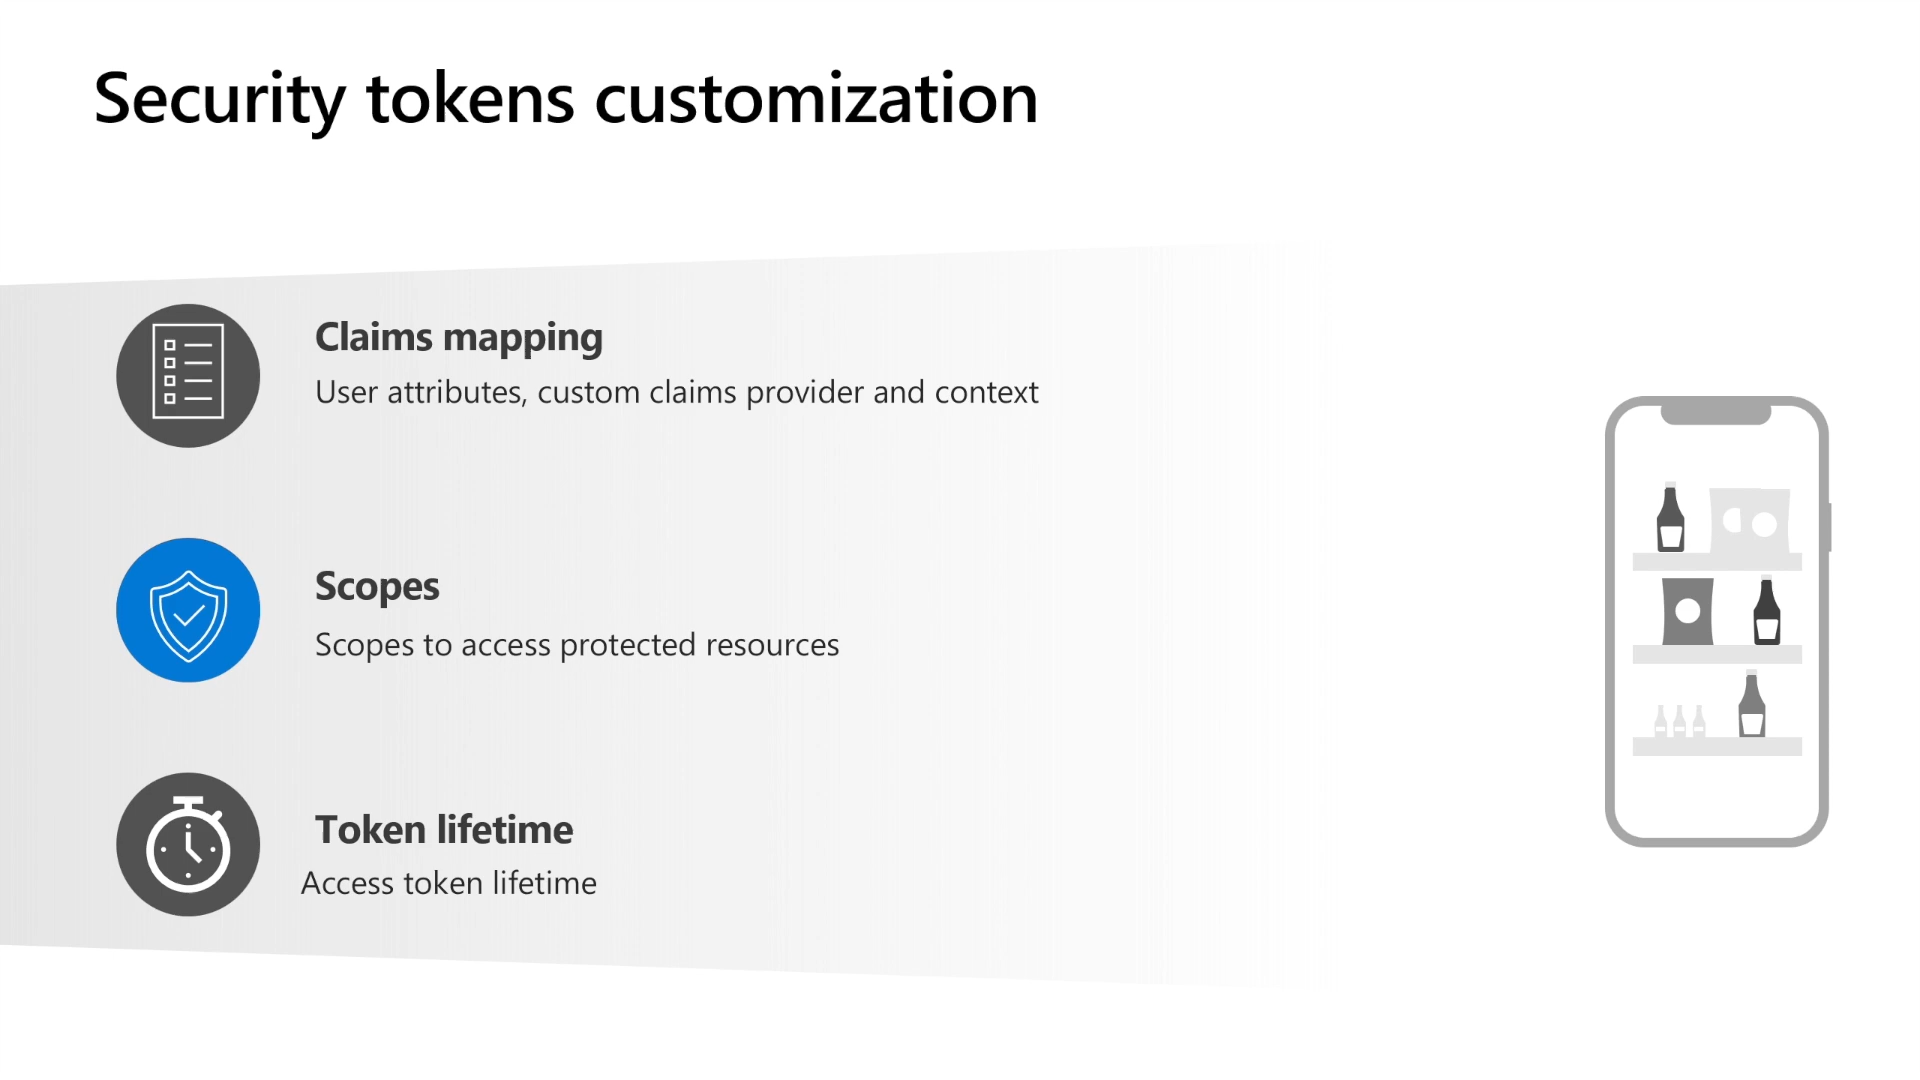 Security tokens customization
Claims mapping
User attributes, custom claims provider and context
Scopes
Scopes to access protected resources
Token lifetime
Access token lifetime